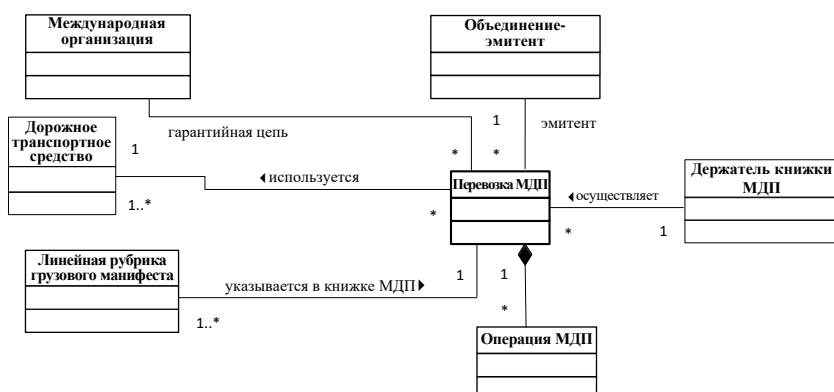 Международная
организация
Объединение-
эмитент
1
эмитент
гарантийная цепь
Дорожное
транспортное
средство
1
* *
используется
1..*
*
Перевозка МДП
осуществляет
*
1
Держатель книжки
МДП
Линейная рубрика
грузового манифеста
указывается в книжке МДП
1..*
1
1
*
Операция МДП